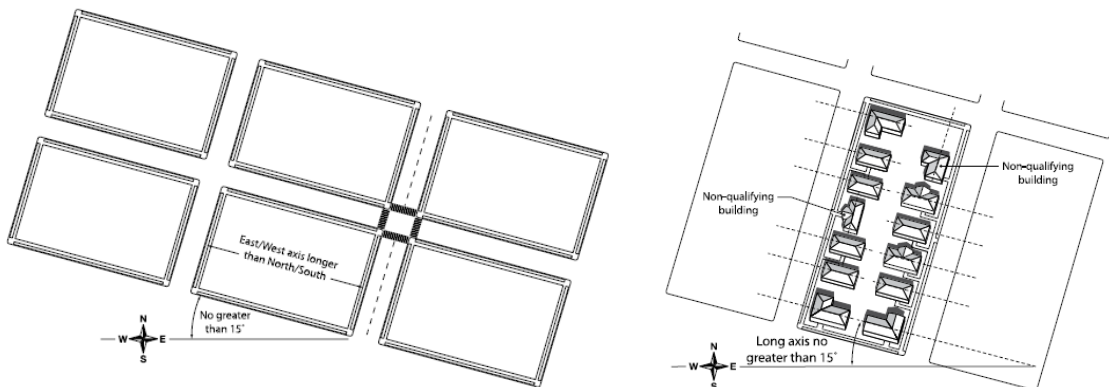 East/West axis longer
than North/South
No greater
than 15°
N
W E
S
Non-qualifying
building
Non-qualifying
building
Long axis no
greater than 15°
N
W E
S